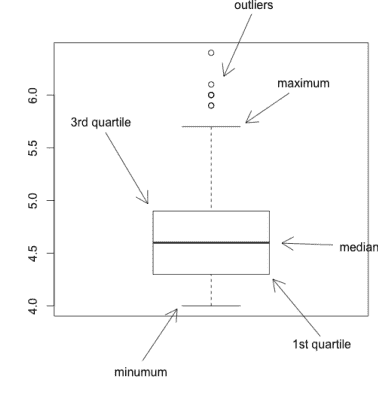 outliers
maximum
6.0
3rd quartile
5.5
5.0
median
4.5
4.0
1st quartile
minumum